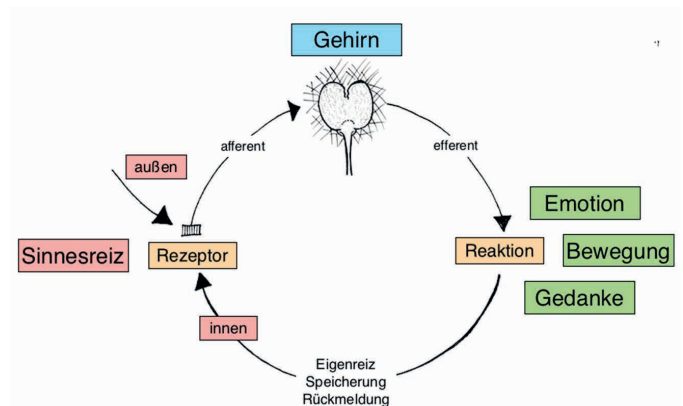 Gehirn
afferent
efferent
außen
Emotion
Sinnesreiz
Rezeptor
Reaktion
Bewegung
Gedanke
innen
Eigenreiz
Speicherung
Rückmeldung